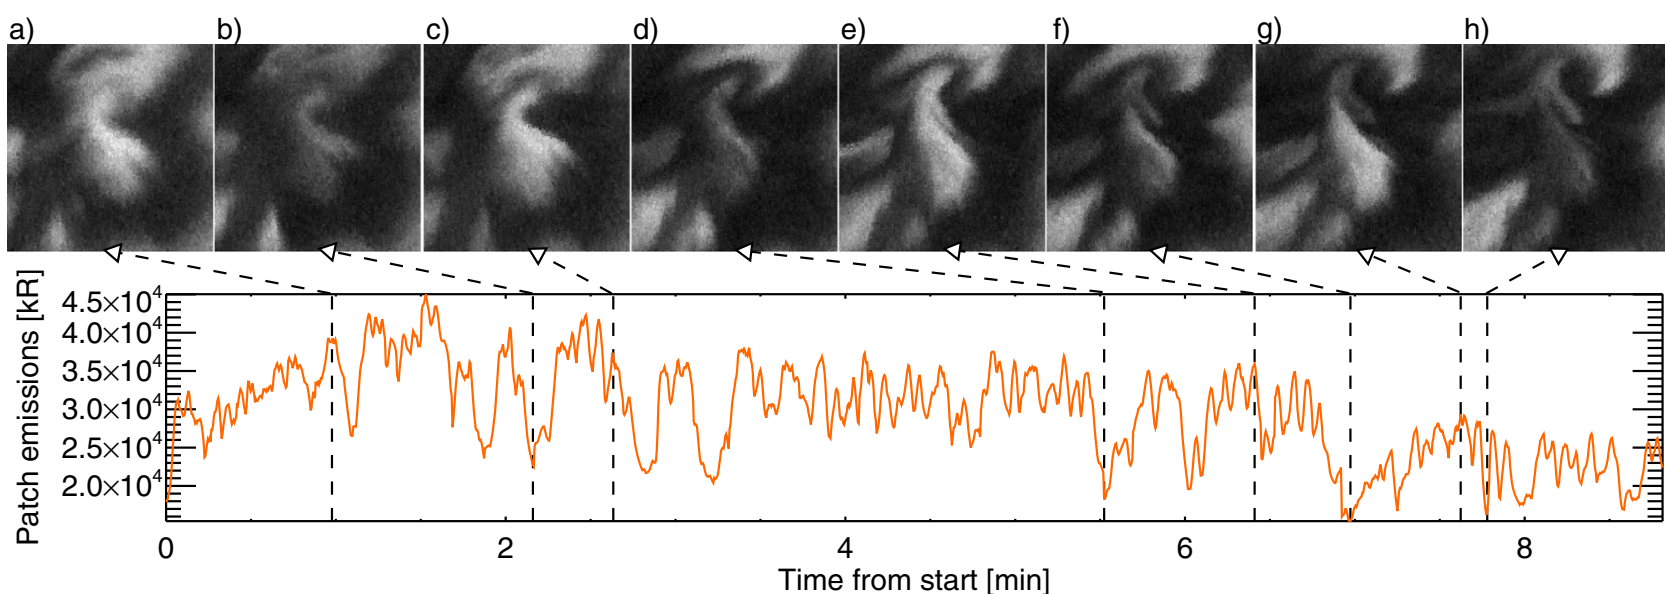 a) b) c) d) e) f) g) h)
Patch emissions [kR]
4.5×10⁴
4.0×10⁴
3.5×10⁴
3.0×10⁴
2.5×10⁴
2.0×10⁴
0 2 4 6 8
Time from start [min]